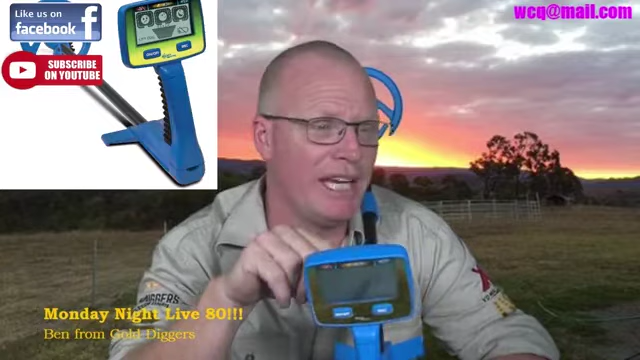 Like us on
facebook
SUBSCRIBE
ON YOUTUBE
wcq@mail.com
Monday Night Live 80!!!
Ben from Gold Diggers